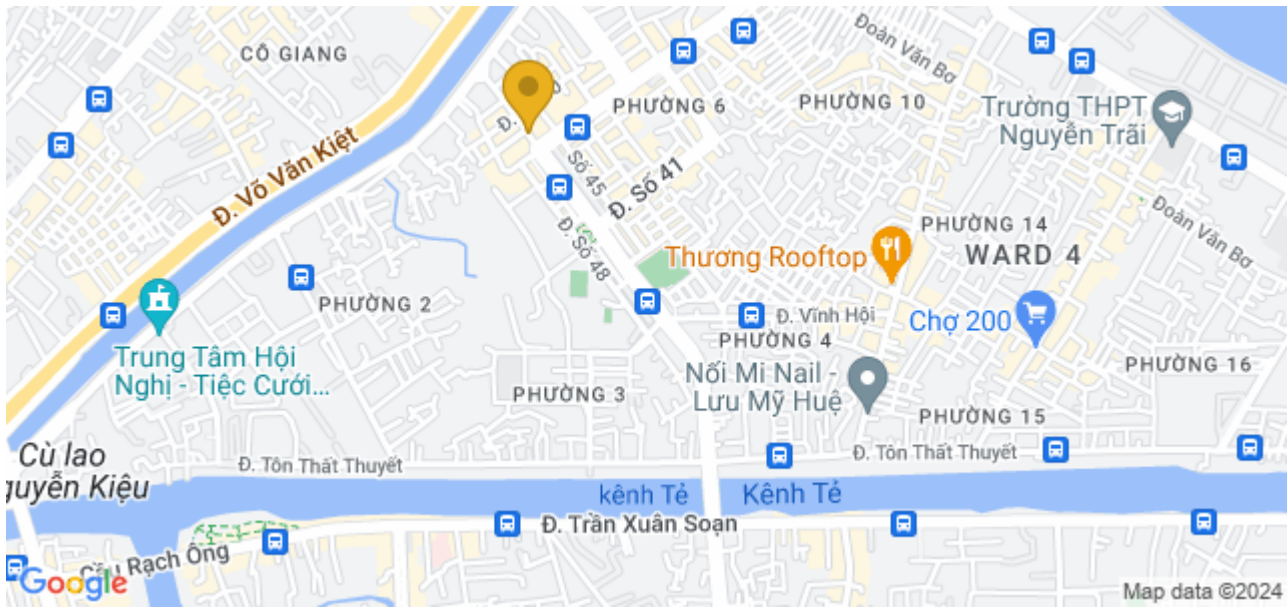 CÔ GIANG
Đ. Võ Văn Kiệt
PHƯỜNG 6
Số 45
Đ. Số 41
Đ. Số 48
PHƯỜNG 10
Đoàn Văn Bơ
Trường THPT
Nguyễn Trãi
PHƯỜNG 14
WARD 4
Đoàn Văn Bơ
Thương Rooftop
PHƯỜNG 2
Đ. Vĩnh Hội
Chợ 200
PHƯỜNG 4
Trung Tâm Hội
Nghị - Tiệc Cưới...
PHƯỜNG 3
Nối Mi Nail -
Lưu Mỹ Huệ
PHƯỜNG 16
PHƯỜNG 15
Đ. Tôn Thất Thuyết
Đ. Tôn Thất Thuyết
Cù lao
guyễn Kiệu
kênh Tẻ
Kênh Tẻ
Đ. Trần Xuân Soạn
Cầu Rạch Ông
Google
Map data ©2024